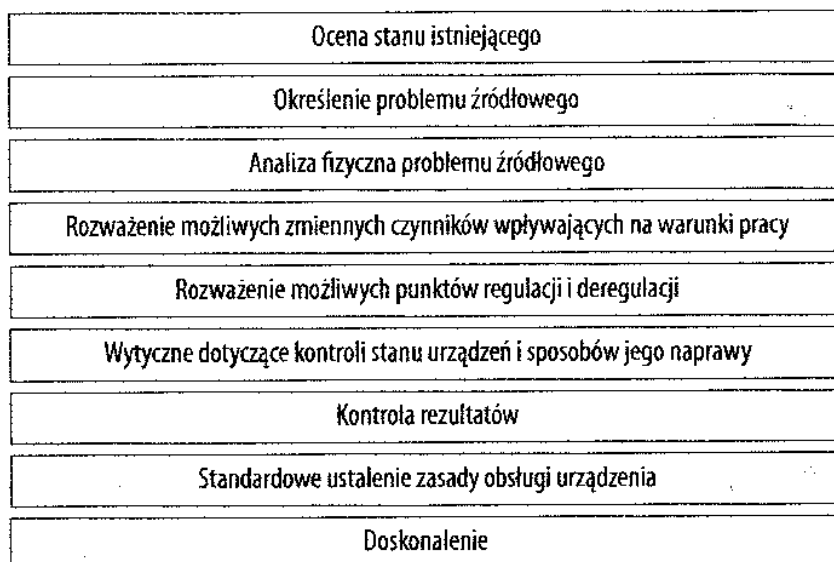 Ocena stanu istniejącego
Określenie problemu źródłowego
Analiza fizyczna problemu źródłowego
Rozważenie możliwych zmiennych czynników wpływających na warunki pracy
Rozważenie możliwych punktów regulacji i deregulacji
Wytyczne dotyczące kontroli stanu urządzeń i sposobów jego naprawy
Kontrola rezultatów
Standardowe ustalenie zasady obsługi urządzenia
Doskonalenie